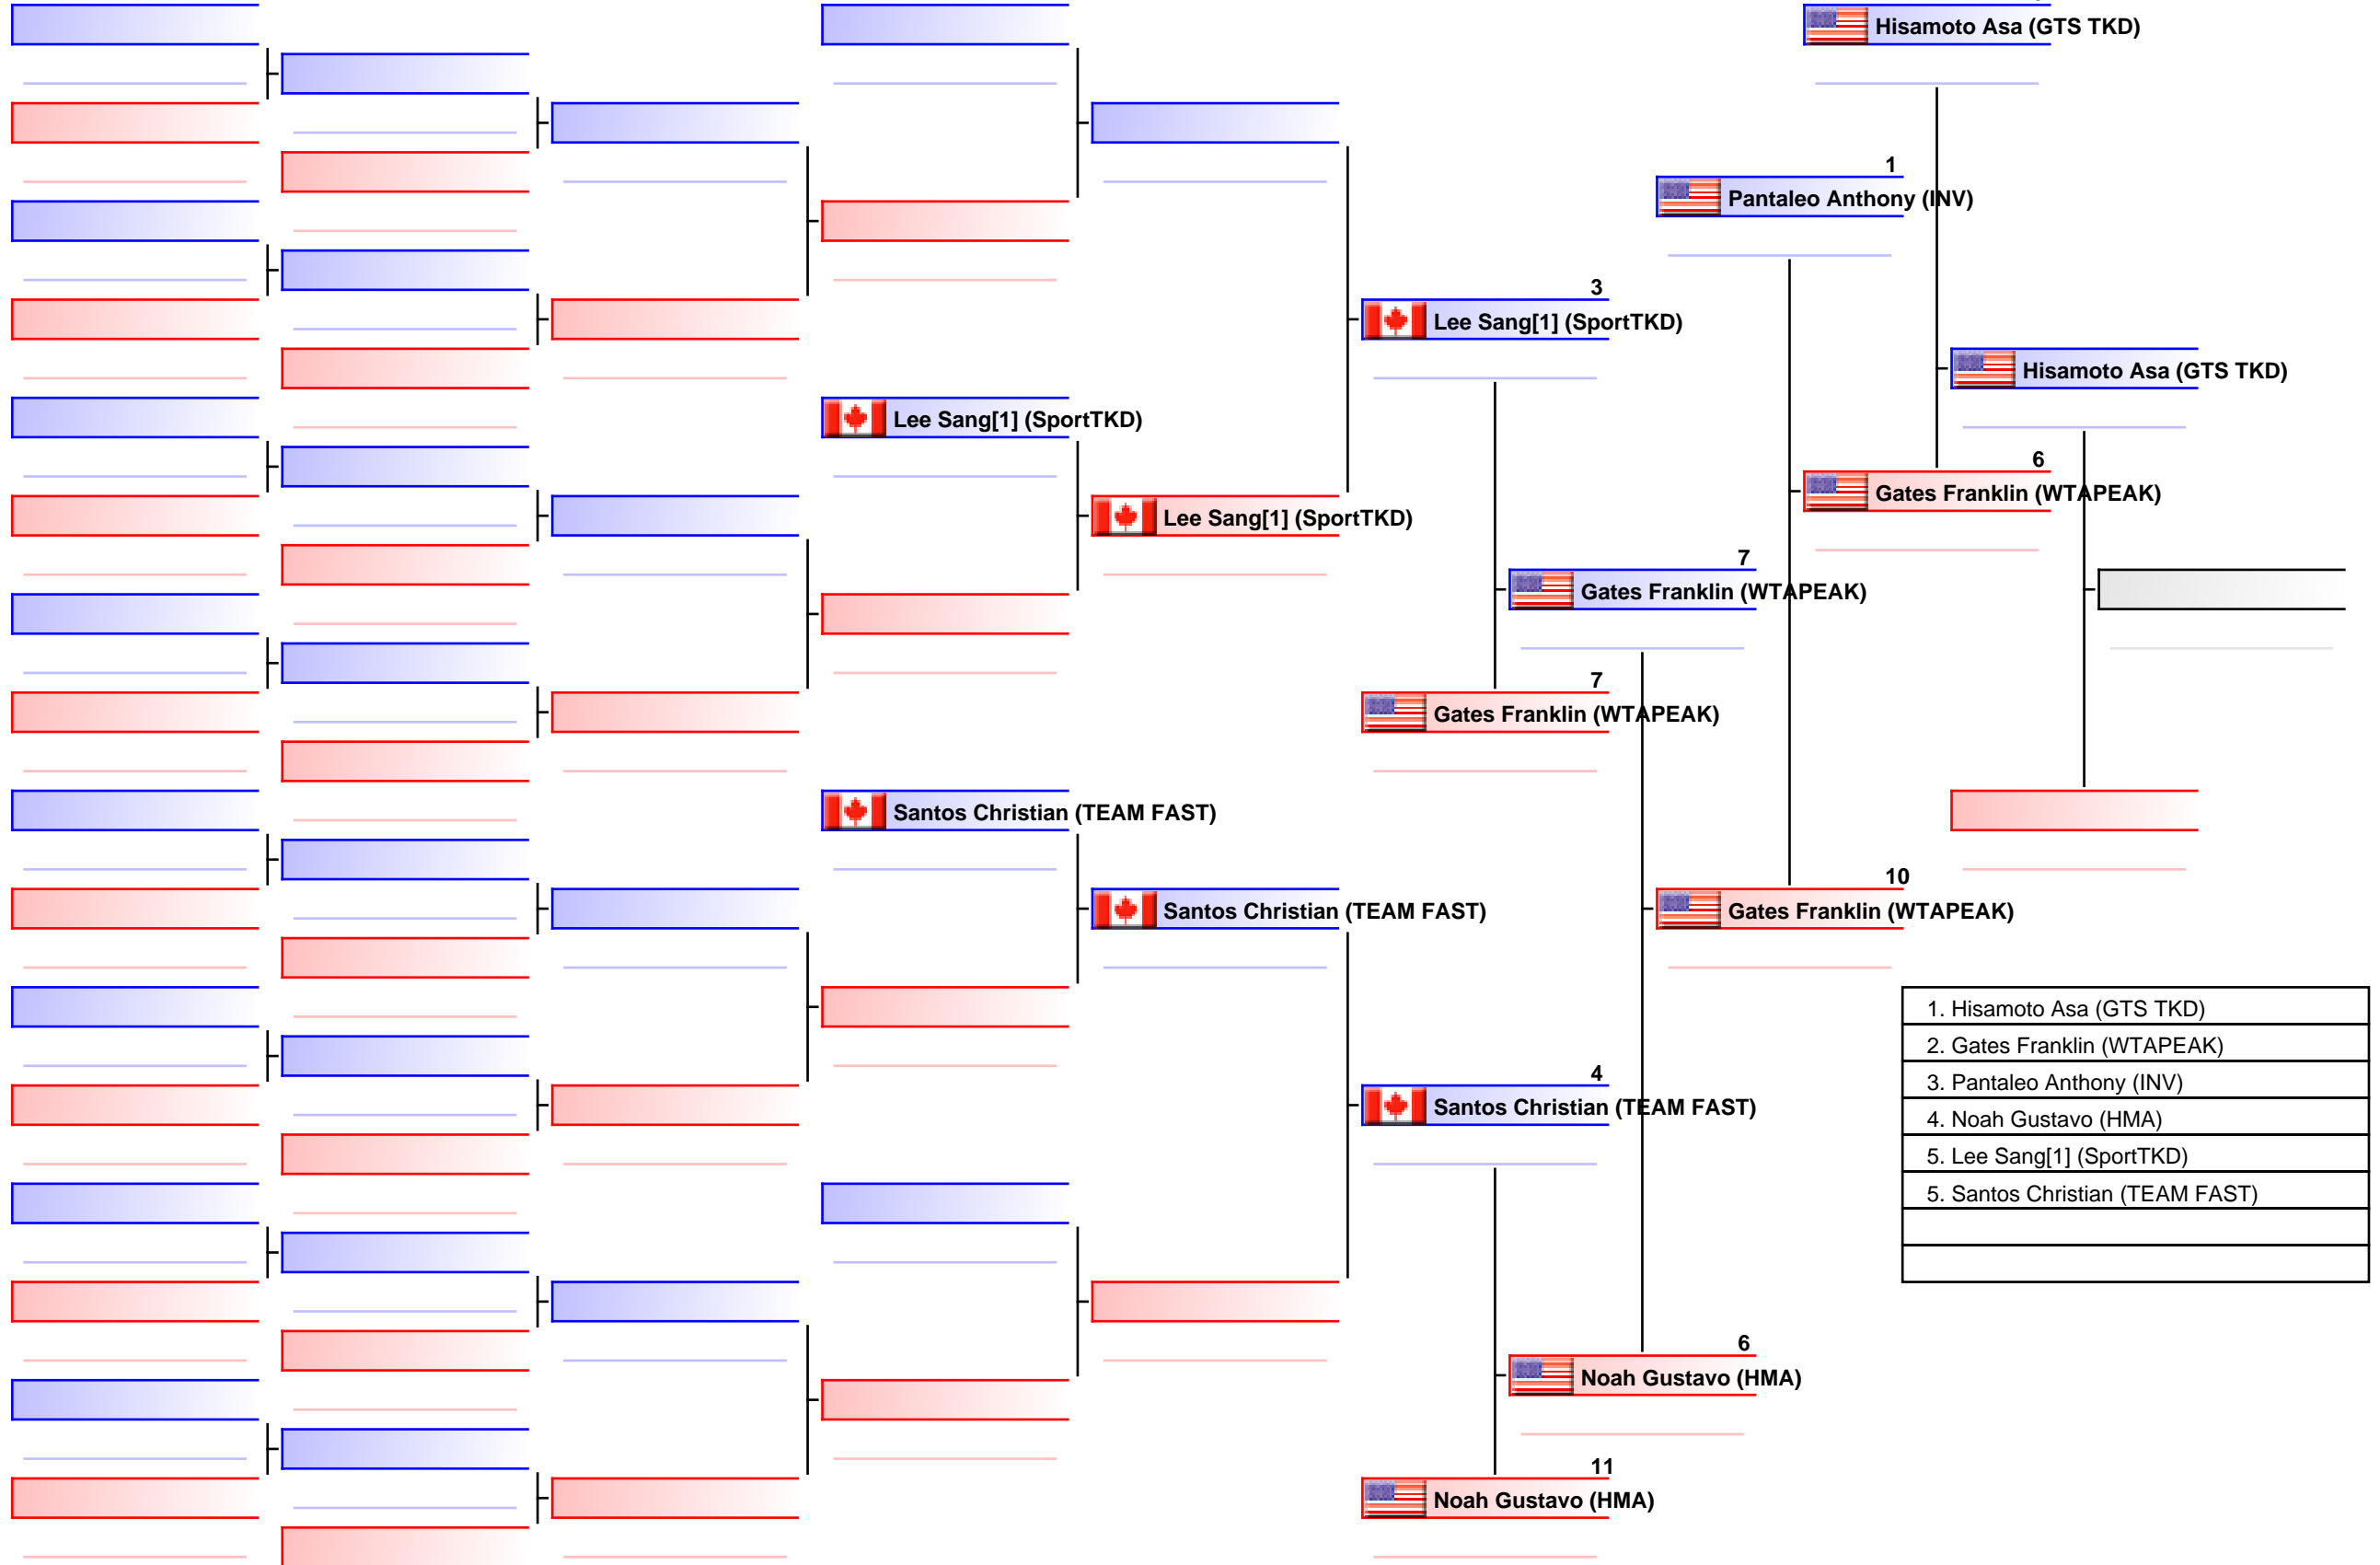 Hisamoto Asa (GTS TKD)
1
Pantaleo Anthony (INV)
3
Lee Sang[1] (SportTKD)
Hisamoto Asa (GTS TKD)
Lee Sang[1] (SportTKD)
6
Gates Franklin (WTAPEAK)
Lee Sang[1] (SportTKD)
7
Gates Franklin (WTAPEAK)
7
Gates Franklin (WTAPEAK)
Santos Christian (TEAM FAST)
10
Santos Christian (TEAM FAST)
Gates Franklin (WTAPEAK)
1. Hisamoto Asa (GTS TKD)
2. Gates Franklin (WTAPEAK)
3. Pantaleo Anthony (INV)
4. Noah Gustavo (HMA)
5. Lee Sang[1] (SportTKD)
5. Santos Christian (TEAM FAST)
4
Santos Christian (TEAM FAST)
6
Noah Gustavo (HMA)
11
Noah Gustavo (HMA)